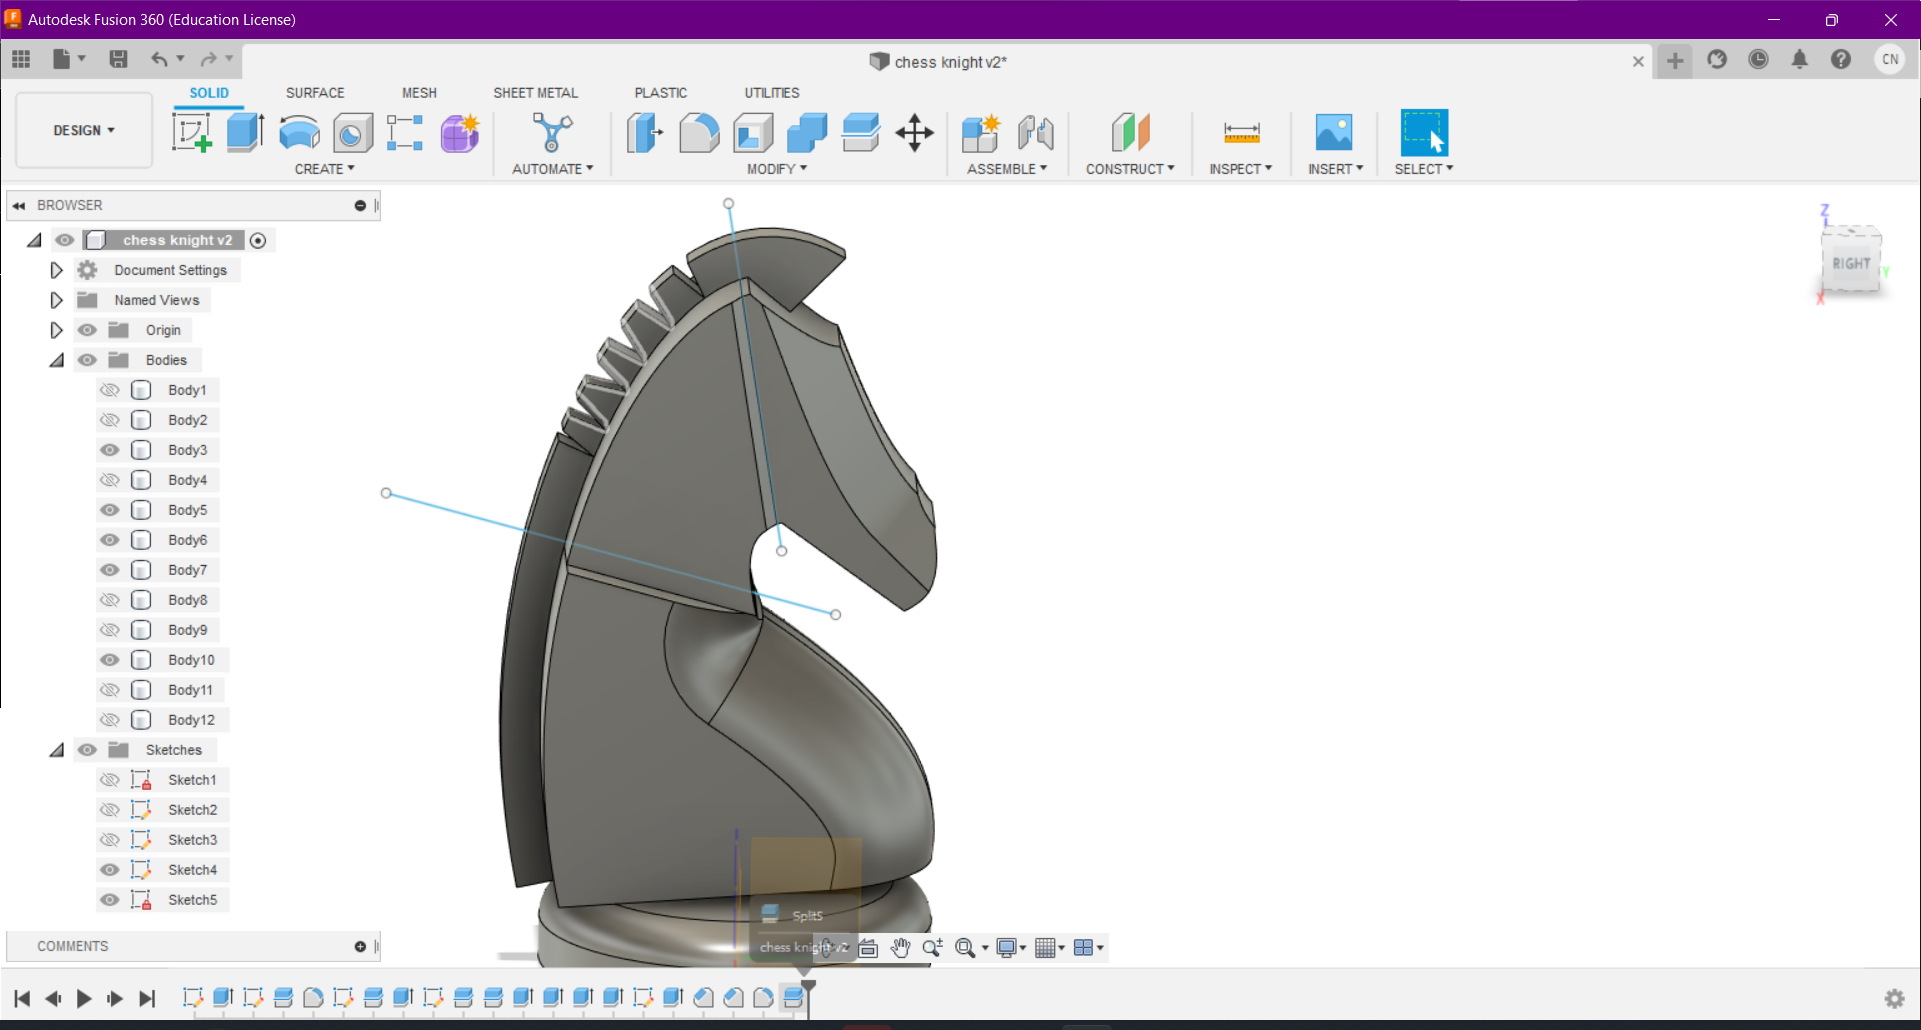 Autodesk Fusion 360 (Education License)
chess knight v2*
CN
SOLID SURFACE MESH SHEET METAL PLASTIC UTILITIES
DESIGN
CREATE AUTOMATE MODIFY ASSEMBLE CONSTRUCT INSPECT INSERT SELECT
BROWSER
chess knight v2
Document Settings
Named Views
Origin
Bodies
Body1
Body2
Body3
Body4
Body5
Body6
Body7
Body8
Body9
Body10
Body11
Body12
Sketches
Sketch1
Sketch2
Sketch3
Sketch4
Sketch5
COMMENTS
Z
RIGHT
Y
X
Split5
chess knight v2